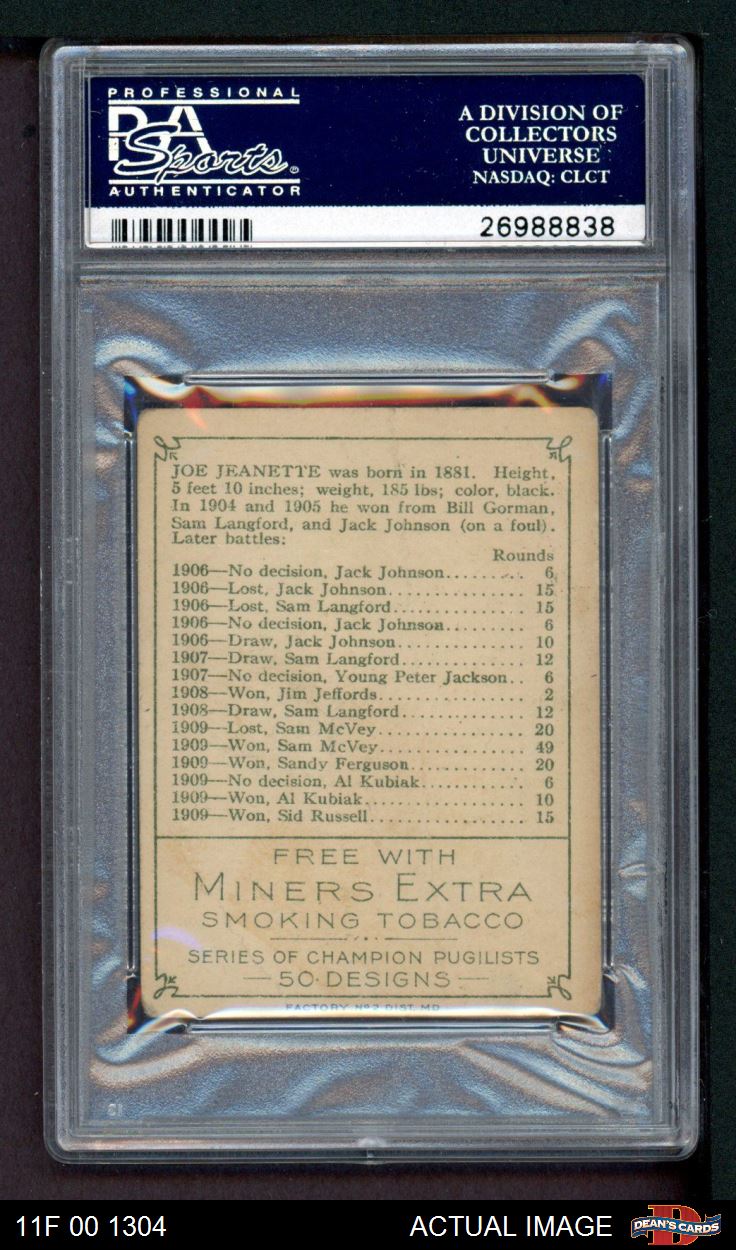 PROFESSIONAL
PSA
Sports
AUTHENTICATOR
A DIVISION OF
COLLECTORS
UNIVERSE
NASDAQ: CLCT
26988838
JOE JEANETTE was born in 1881. Height,
5 feet 10 inches; weight, 185 lbs; color, black.
In 1904 and 1905 he won from Bill Gorman,
Sam Langford, and Jack Johnson (on a foul).
Later battles:
Rounds
1906—No decision, Jack Johnson........ 6
1906—Lost, Jack Johnson.............. 15
1906—Lost, Sam Langford............. 15
1906—No decision, Jack Johnson........ 6
1906—Draw, Jack Johnson............. 10
1907—Draw, Sam Langford............ 12
1907—No decision, Young Peter Jackson.. 6
1908—Won, Jim Jeffords............... 2
1908—Draw, Sam Langford............ 12
1909—Lost, Sam McVey............... 20
1909—Won, Sam McVey............... 49
1909—Won, Sandy Ferguson........... 20
1909—No decision, Al Kubiak........... 6
1909—Won, Al Kubiak................ 10
1909—Won, Sid Russell................ 15
FREE WITH
MINERS EXTRA
SMOKING TOBACCO
SERIES OF CHAMPION PUGILISTS
—50 DESIGNS—
FACTORY Nº 2 DIST. MD.
11F 00 1304
ACTUAL IMAGE
DEAN'S CARDS